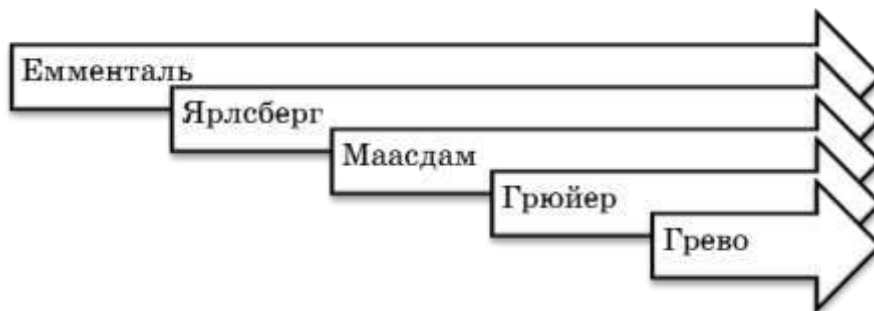 Емменталь
Ярлсберг
Маасдам
Грюйер
Грево